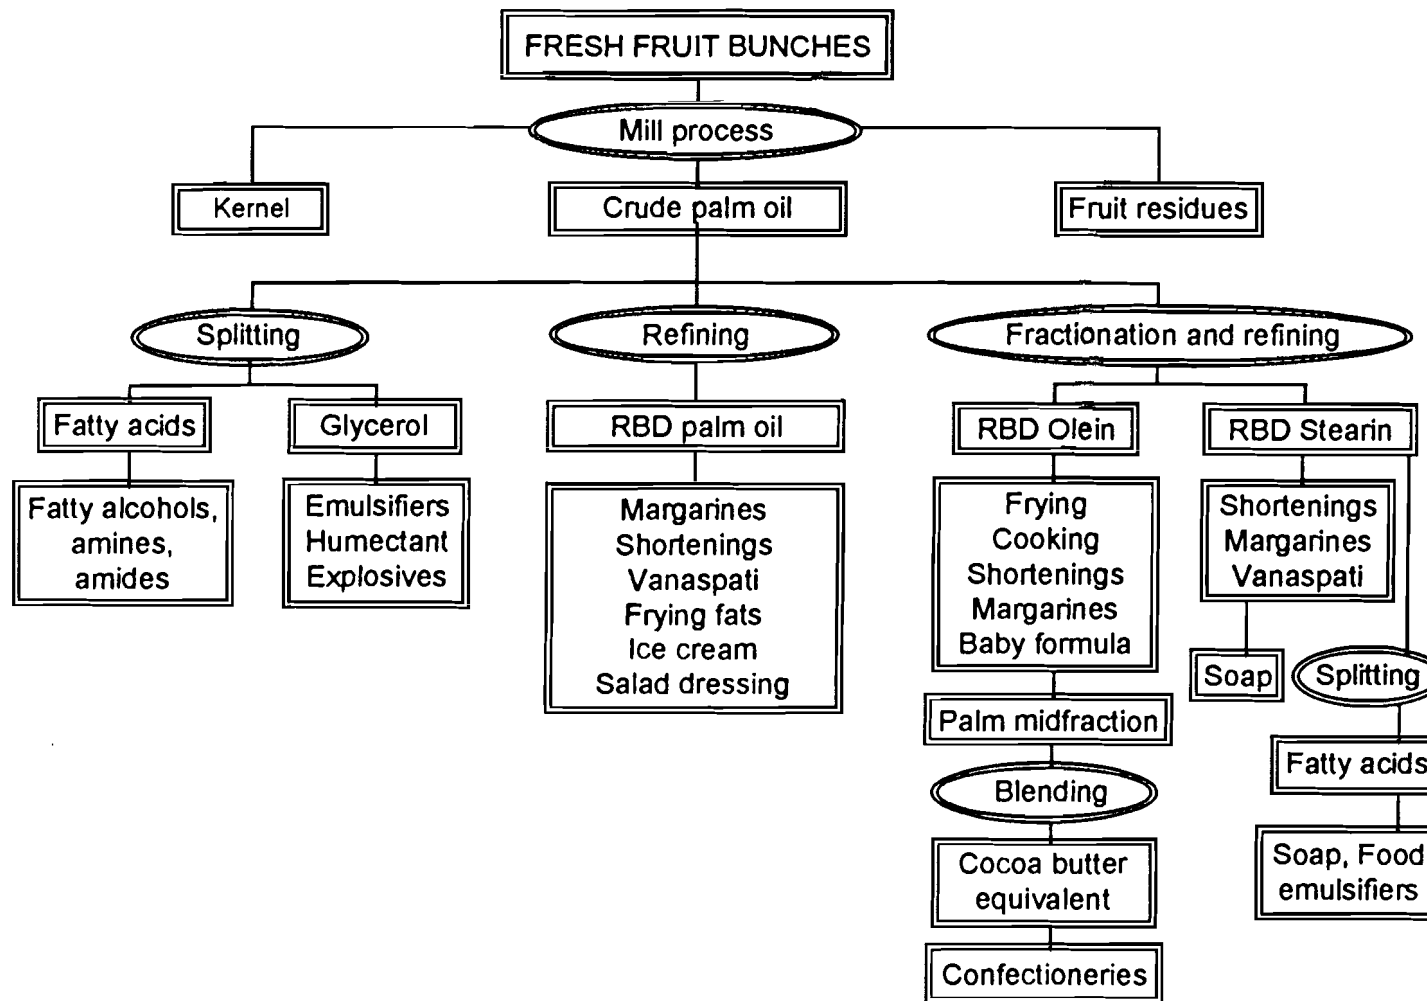 FRESH FRUIT BUNCHES
Mill process
Kernel
Crude palm oil
Fruit residues
Splitting
Refining
Fractionation and refining
Fatty acids
Glycerol
RBD palm oil
RBD Olein
RBD Stearin
Fatty alcohols,
amines,
amides
Emulsifiers
Humectant
Explosives
Margarines
Shortenings
Vanaspati
Frying fats
Ice cream
Salad dressing
Frying
Cooking
Shortenings
Margarines
Baby formula
Shortenings
Margarines
Vanaspati
Soap
Splitting
Palm midfraction
Fatty acids
Blending
Cocoa butter
equivalent
Soap, Food
emulsifiers
Confectioneries